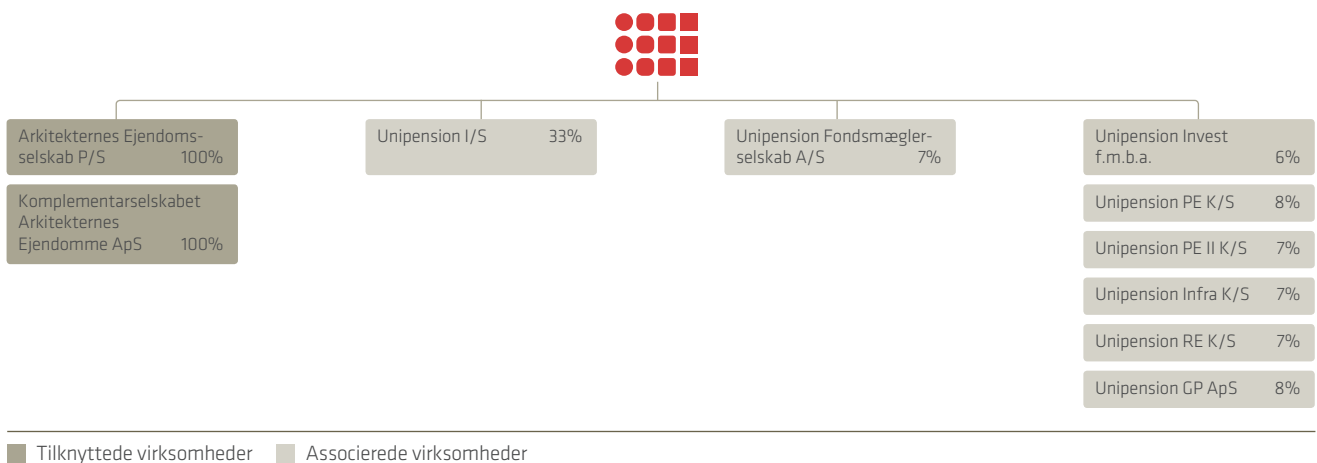 Arkitekternes Ejendoms-
selskab P/S 100%
Komplementarselskabet
Arkitekternes
Ejendomme ApS 100%
Unipension I/S 33%
Unipension Fondsmægler-
selskab A/S 7%
Unipension Invest
f.m.b.a. 6%
Unipension PE K/S 8%
Unipension PE II K/S 7%
Unipension Infra K/S 7%
Unipension RE K/S 7%
Unipension GP ApS 8%
Tilknyttede virksomheder Associerede virksomheder